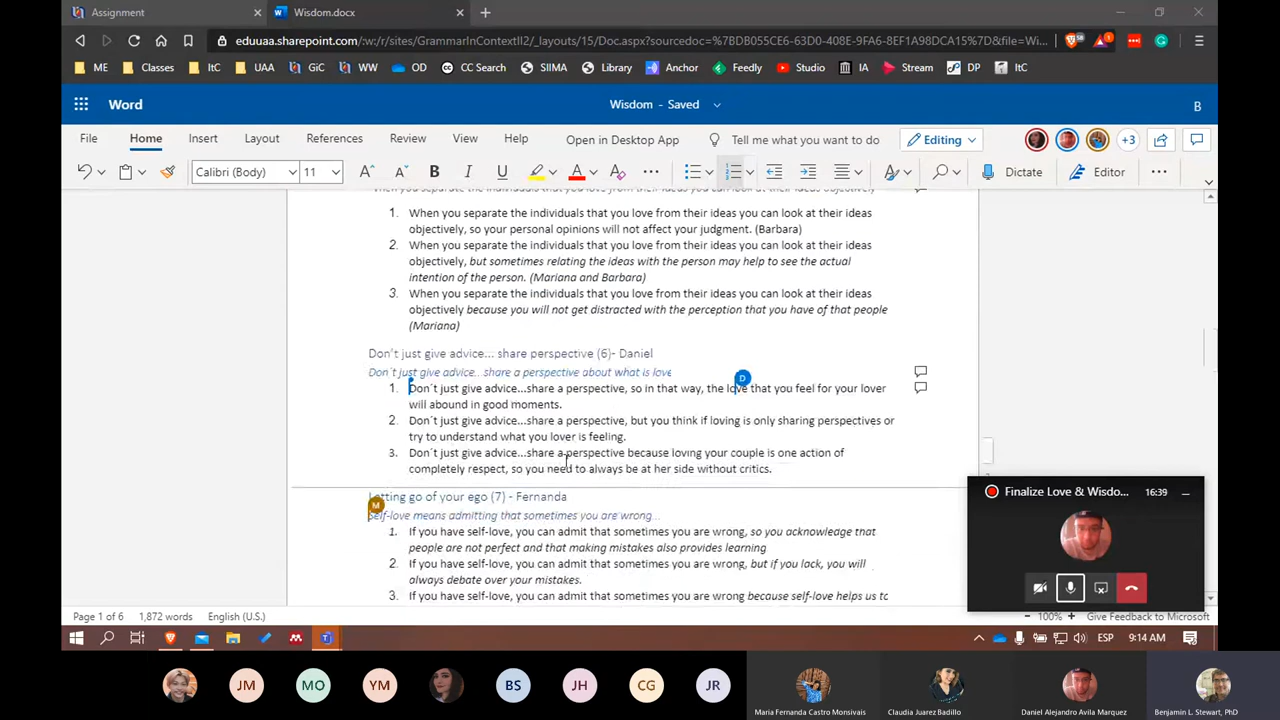 Assignment
Wisdom.docx
eduuaa.sharepoint.com/:w:/r/sites/GrammarInContextII2/_layouts/15/Doc.aspx?sourcedoc=%7BDB055CE6-63D0-408E-9FA6-8EF1A98DCA15%7D&file=Wi...
58
1
ME
Classes
ItC
UAA
GiC
WW
OD
CC Search
SIIMA
Library
Anchor
Feedly
Studio
IA
Stream
DP
ItC
Word
Wisdom - Saved
B
File
Home
Insert
Layout
References
Review
View
Help
Open in Desktop App
Tell me what you want to do
Editing
+3
Calibri (Body)
11
Dictate
Editor
When you separate the individuals that you love from their ideas you can look at their ideas objectively
1. When you separate the individuals that you love from their ideas you can look at their ideas
objectively, so your personal opinions will not affect your judgment. (Barbara)
2. When you separate the individuals that you love from their ideas you can look at their ideas
objectively, but sometimes relating the ideas with the person may help to see the actual
intention of the person. (Mariana and Barbara)
3. When you separate the individuals that you love from their ideas you can look at their ideas
objectively because you will not get distracted with the perception that you have of that people
(Mariana)
Don't just give advice... share perspective (6)- Daniel
Don´t just give advice.. share a perspective about what is love
D
1. Don´t just give advice...share a perspective, so in that way, the love that you feel for your lover
will abound in good moments.
2. Don´t just give advice...share a perspective, but you think if loving is only sharing perspectives or
try to understand what you lover is feeling.
3. Don´t just give advice...share a perspective because loving your couple is one action of
completely respect, so you need to always be at her side without critics.
Letting go of your ego (7) - Fernanda
M
Self-love means admitting that sometimes you are wrong...
1. If you have self-love, you can admit that sometimes you are wrong, so you acknowledge that
people are not perfect and that making mistakes also provides learning
2. If you have self-love, you can admit that sometimes you are wrong, but if you lack, you will
always debate over your mistakes.
3. If you have self-love, you can admit that sometimes you are wrong because self-love helps us to
Finalize Love & Wisdo...
16:39
Page 1 of 6
1,872 words
English (U.S.)
100%
Give Feedback to Microsoft
ESP
9:14 AM
JM
MO
YM
BS
JH
CG
JR
Maria Fernanda Castro Monsivais
Claudia Juarez Badillo
Daniel Alejandro Avila Marquez
Benjamin L. Stewart, PhD